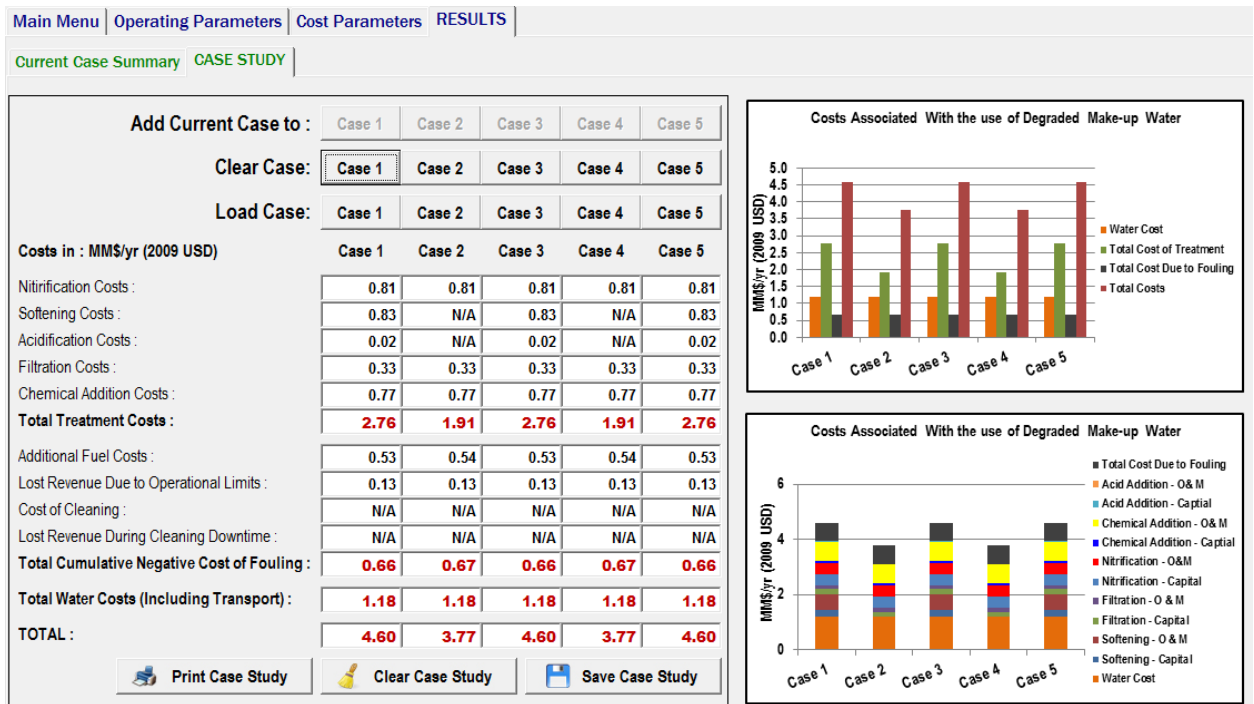 Main Menu Operating Parameters Cost Parameters RESULTS
Current Case Summary CASE STUDY
Add Current Case to : Case 1 Case 2 Case 3 Case 4 Case 5
Clear Case: Case 1 Case 2 Case 3 Case 4 Case 5
Load Case: Case 1 Case 2 Case 3 Case 4 Case 5
Costs in : MM$/yr (2009 USD) Case 1 Case 2 Case 3 Case 4 Case 5
Nitirification Costs : 0.81 0.81 0.81 0.81 0.81
Softening Costs : 0.83 N/A 0.83 N/A 0.83
Acidification Costs : 0.02 N/A 0.02 N/A 0.02
Filtration Costs : 0.33 0.33 0.33 0.33 0.33
Chemical Addition Costs : 0.77 0.77 0.77 0.77 0.77
Total Treatment Costs : 2.76 1.91 2.76 1.91 2.76
Additional Fuel Costs : 0.53 0.54 0.53 0.54 0.53
Lost Revenue Due to Operational Limits : 0.13 0.13 0.13 0.13 0.13
Cost of Cleaning : N/A N/A N/A N/A N/A
Lost Revenue During Cleaning Downtime : N/A N/A N/A N/A N/A
Total Cumulative Negative Cost of Fouling : 0.66 0.67 0.66 0.67 0.66
Total Water Costs (Including Transport) : 1.18 1.18 1.18 1.18 1.18
TOTAL : 4.60 3.77 4.60 3.77 4.60
Print Case Study Clear Case Study Save Case Study
Costs Associated With the use of Degraded Make-up Water
MM$/yr (2009 USD)
5.0
4.5
4.0
3.5
3.0
2.5
2.0
1.5
1.0
0.5
0.0
Case 1 Case 2 Case 3 Case 4 Case 5
Water Cost
Total Cost of Treatment
Total Cost Due to Fouling
Total Costs
Costs Associated With the use of Degraded Make-up Water
MM$/yr (2009 USD)
6
4
2
0
Case 1 Case 2 Case 3 Case 4 Case 5
Total Cost Due to Fouling
Acid Addition - O& M
Acid Addition - Captial
Chemical Addition - O& M
Chemical Addition - Captial
Nitrification - O&M
Nitrification - Capital
Filtration - O & M
Filtration - Capital
Softening - O & M
Softening - Capital
Water Cost